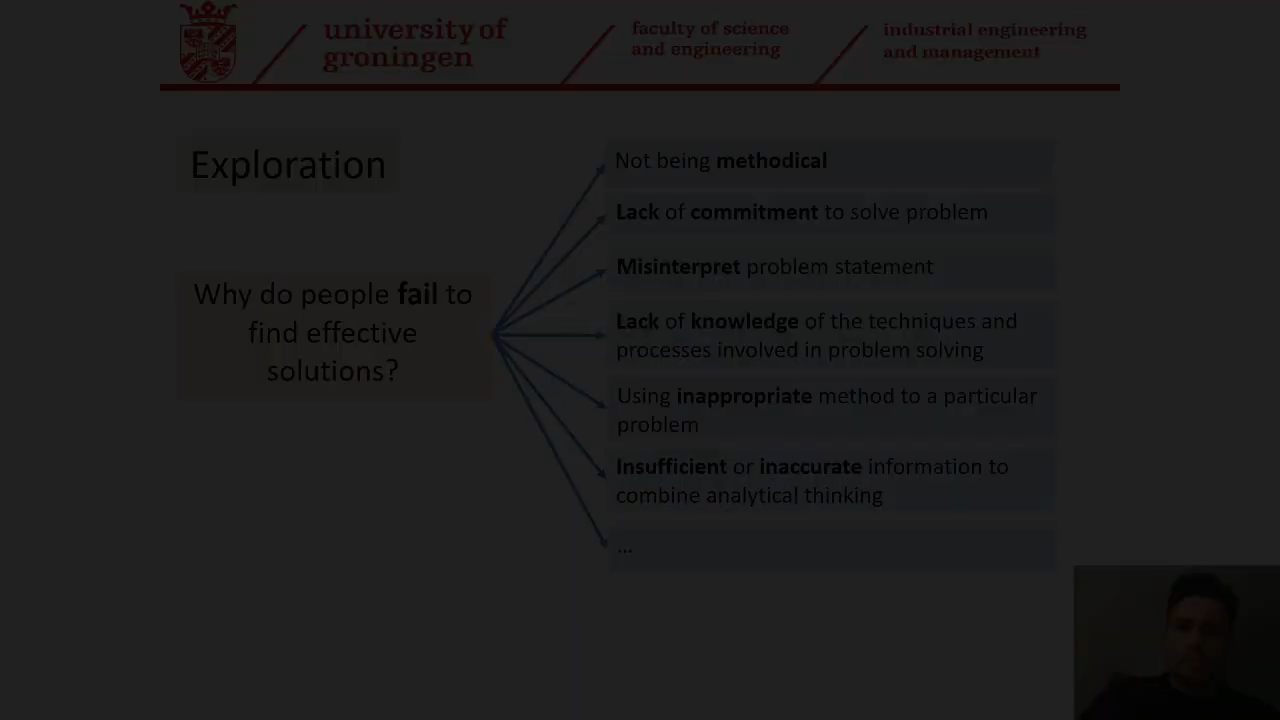 university of
groningen
faculty of science
and engineering
industrial engineering
and management
Exploration
Why do people fail to
find effective
solutions?
Not being methodical
Lack of commitment to solve problem
Misinterpret problem statement
Lack of knowledge of the techniques and
processes involved in problem solving
Using inappropriate method to a particular
problem
Insufficient or inaccurate information to
combine analytical thinking
...